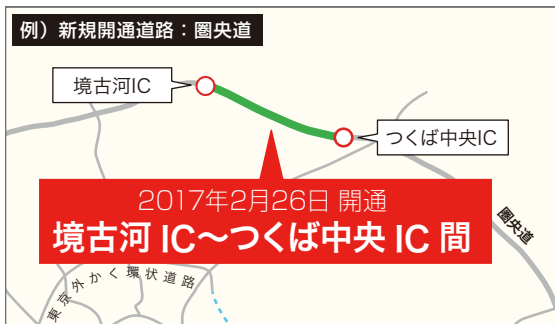 例）新規開通道路：圏央道
境古河IC
つくば中央IC
2017年2月26日 開通
境古河 IC～つくば中央 IC 間
圏央道
東京外かく環状道路